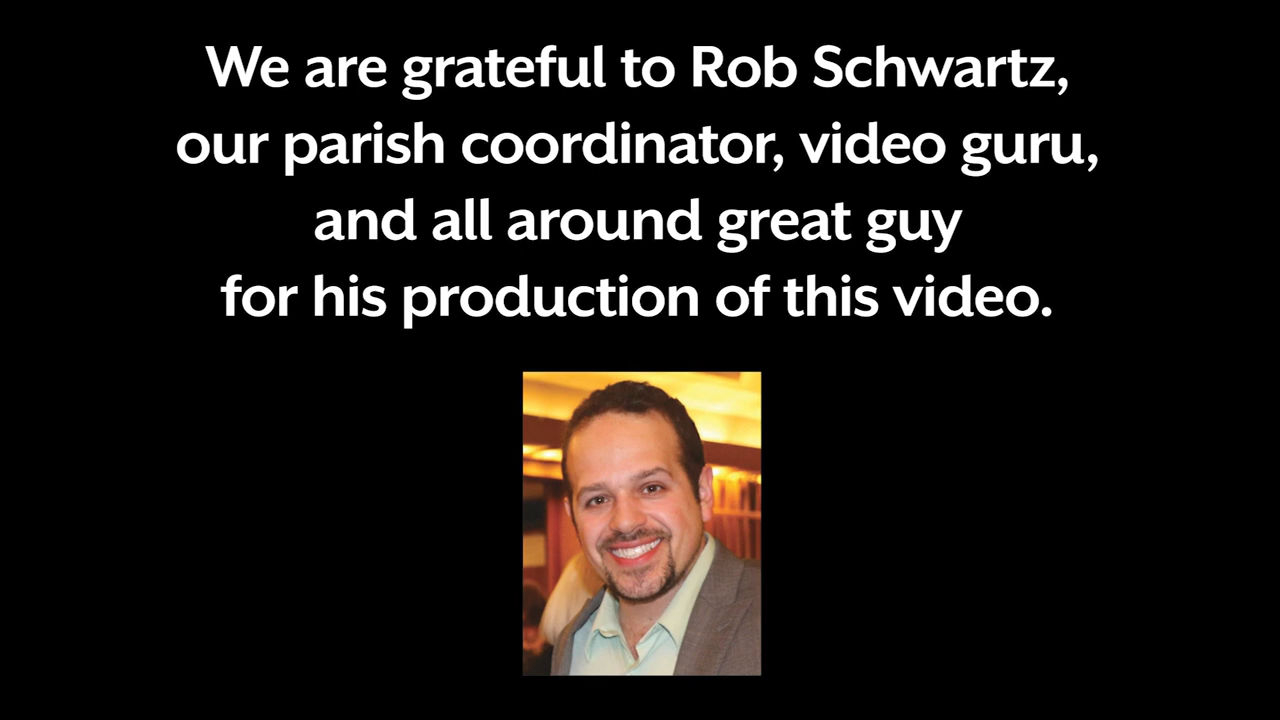 We are grateful to Rob Schwartz,
our parish coordinator, video guru,
and all around great guy
for his production of this video.